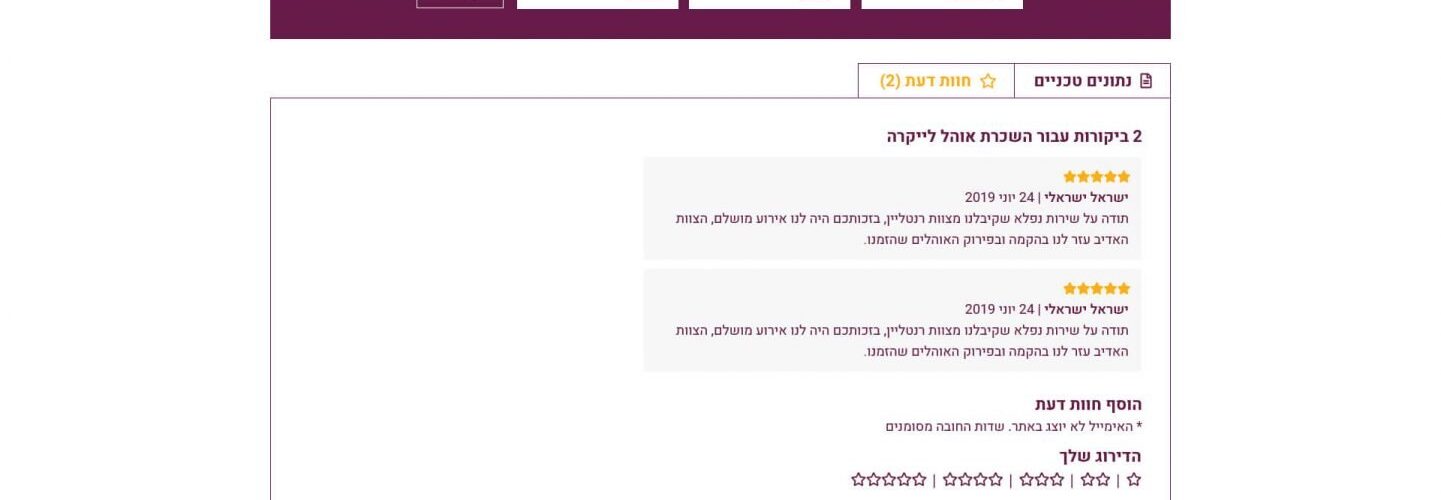 נתונים טכניים
חוות דעת (2)
2 ביקורות עבור השכרת אוהל לייקרה
ישראל ישראלי | 24 יוני 2019
תודה על שירות נפלא שקיבלנו מצוות רנטליין, בזכותכם היה לנו אירוע מושלם, הצוות
האדיב עזר לנו בהקמה ובפירוק האוהלים שהזמנו.
ישראל ישראלי | 24 יוני 2019
תודה על שירות נפלא שקיבלנו מצוות רנטליין, בזכותכם היה לנו אירוע מושלם, הצוות
האדיב עזר לנו בהקמה ובפירוק האוהלים שהזמנו.
הוסף חוות דעת
* האימייל לא יוצג באתר. שדות החובה מסומנים
הדירוג שלך